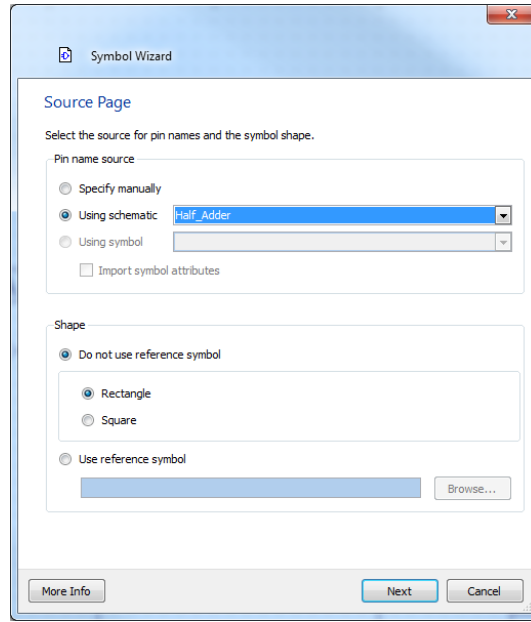 Symbol Wizard
Source Page
Select the source for pin names and the symbol shape.
Pin name source
Specify manually
Using schematic Half_Adder
Using symbol
Import symbol attributes
Shape
Do not use reference symbol
Rectangle
Square
Use reference symbol
Browse...
More Info Next Cancel